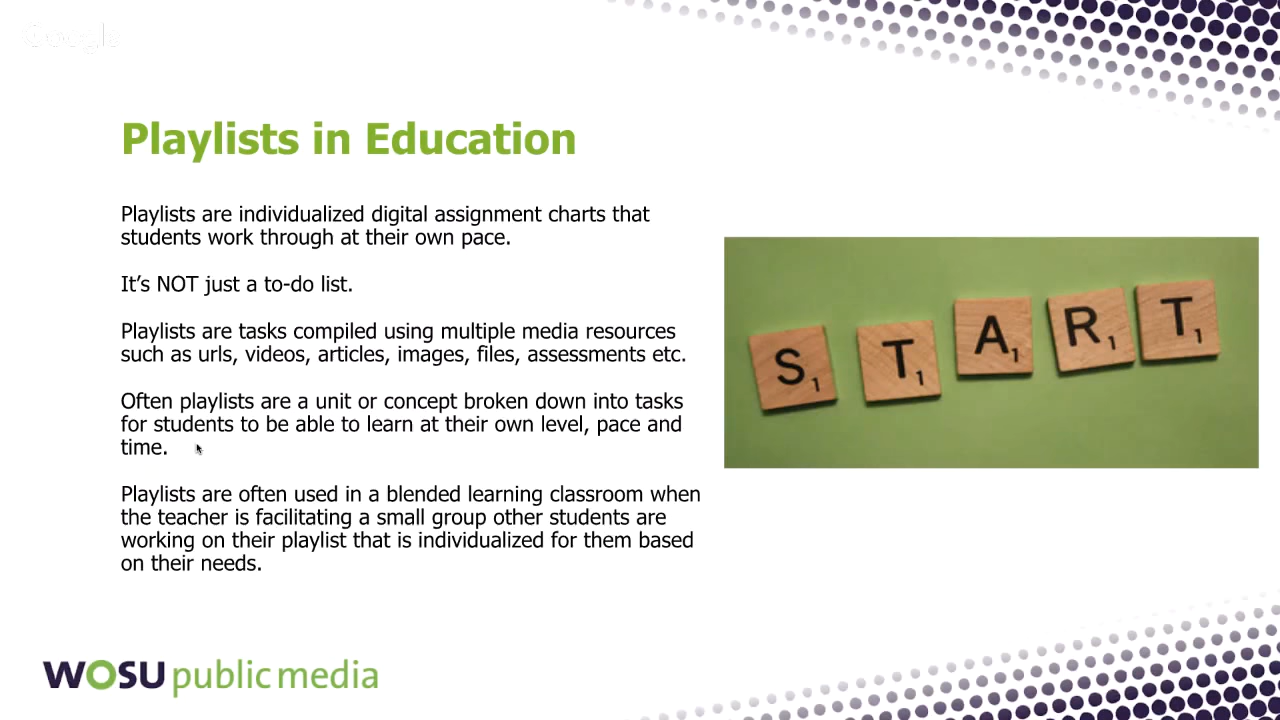 Google
Playlists in Education
Playlists are individualized digital assignment charts that
students work through at their own pace.
It’s NOT just a to-do list.
Playlists are tasks compiled using multiple media resources
such as urls, videos, articles, images, files, assessments etc.
Often playlists are a unit or concept broken down into tasks
for students to be able to learn at their own level, pace and
time.
Playlists are often used in a blended learning classroom when
the teacher is facilitating a small group other students are
working on their playlist that is individualized for them based
on their needs.
S1 T1 A1 R1 T1
WOSU public media